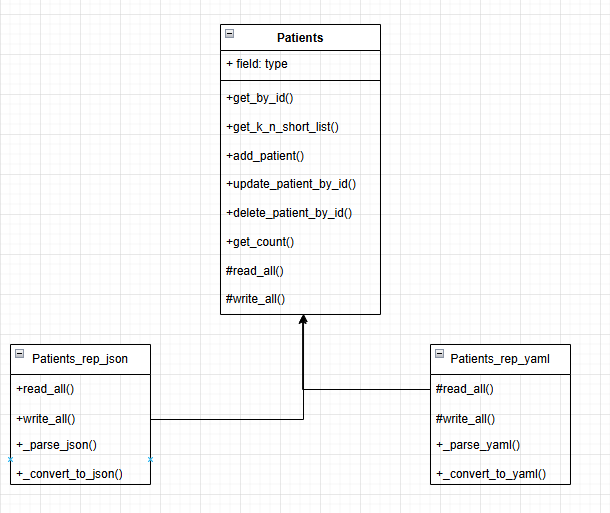 Patients
+ field: type
+get_by_id()
+get_k_n_short_list()
+add_patient()
+update_patient_by_id()
+delete_patient_by_id()
+get_count()
#read_all()
#write_all()
Patients_rep_json
+read_all()
+write_all()
+_parse_json()
+_convert_to_json()
Patients_rep_yaml
#read_all()
#write_all()
+_parse_yaml()
+_convert_to_yaml()